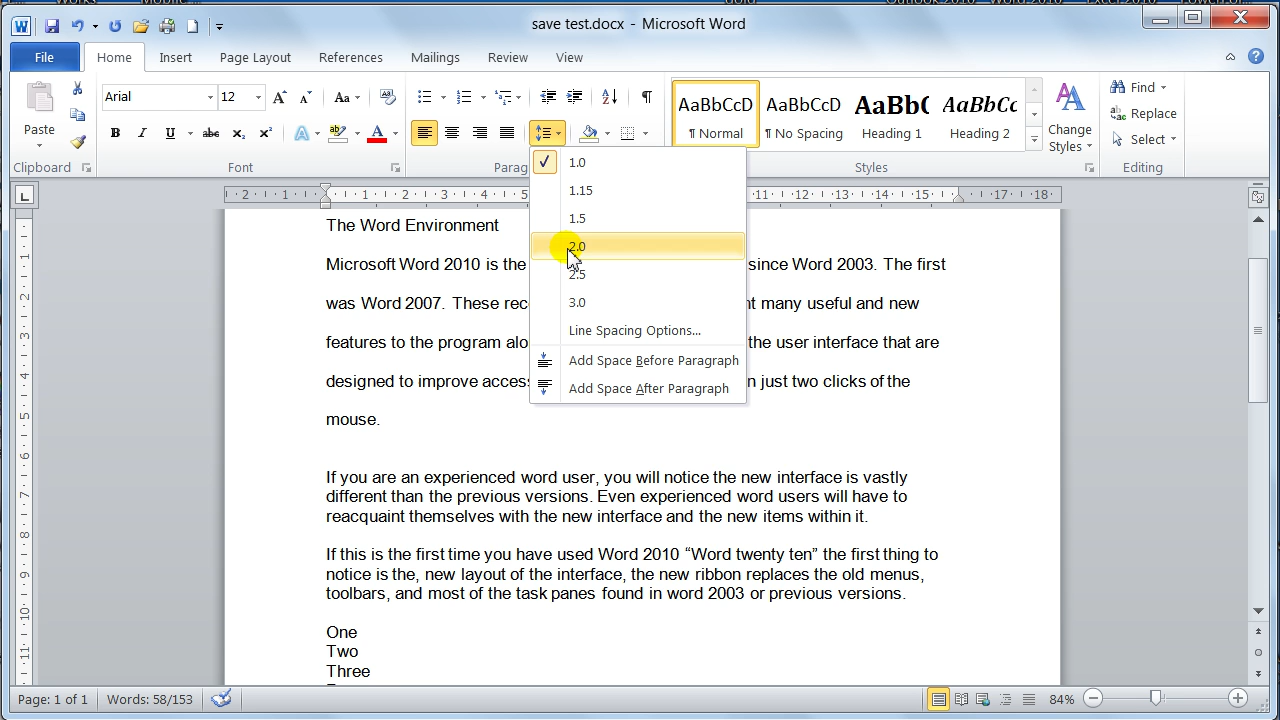 save test.docx - Microsoft Word
File Home Insert Page Layout References Mailings Review View
Paste
Clipboard
Arial 12
Aa
B I U abc x₂ x²
A A
Font
Parag
AaBbCcD AaBbCcD AaBbC AaBbCc
¶ Normal ¶ No Spacing Heading 1 Heading 2
Change
Styles
Styles
Find
Replace
Select
Editing
1.0
1.15
1.5
2.0
2.5
3.0
Line Spacing Options...
Add Space Before Paragraph
Add Space After Paragraph
The Word Environment
Microsoft Word 2010 is the since Word 2003. The first
was Word 2007. These many useful and new
features to the program the user interface that are
designed to improve just two clicks of the
mouse.
If you are an experienced word user, you will notice the new interface is vastly
different than the previous versions. Even experienced word users will have to
reacquaint themselves with the new interface and the new items within it.
If this is the first time you have used Word 2010 “Word twenty ten” the first thing to
notice is the, new layout of the interface, the new ribbon replaces the old menus,
toolbars, and most of the task panes found in word 2003 or previous versions.
One
Two
Three
Page: 1 of 1 Words: 58/153 84%